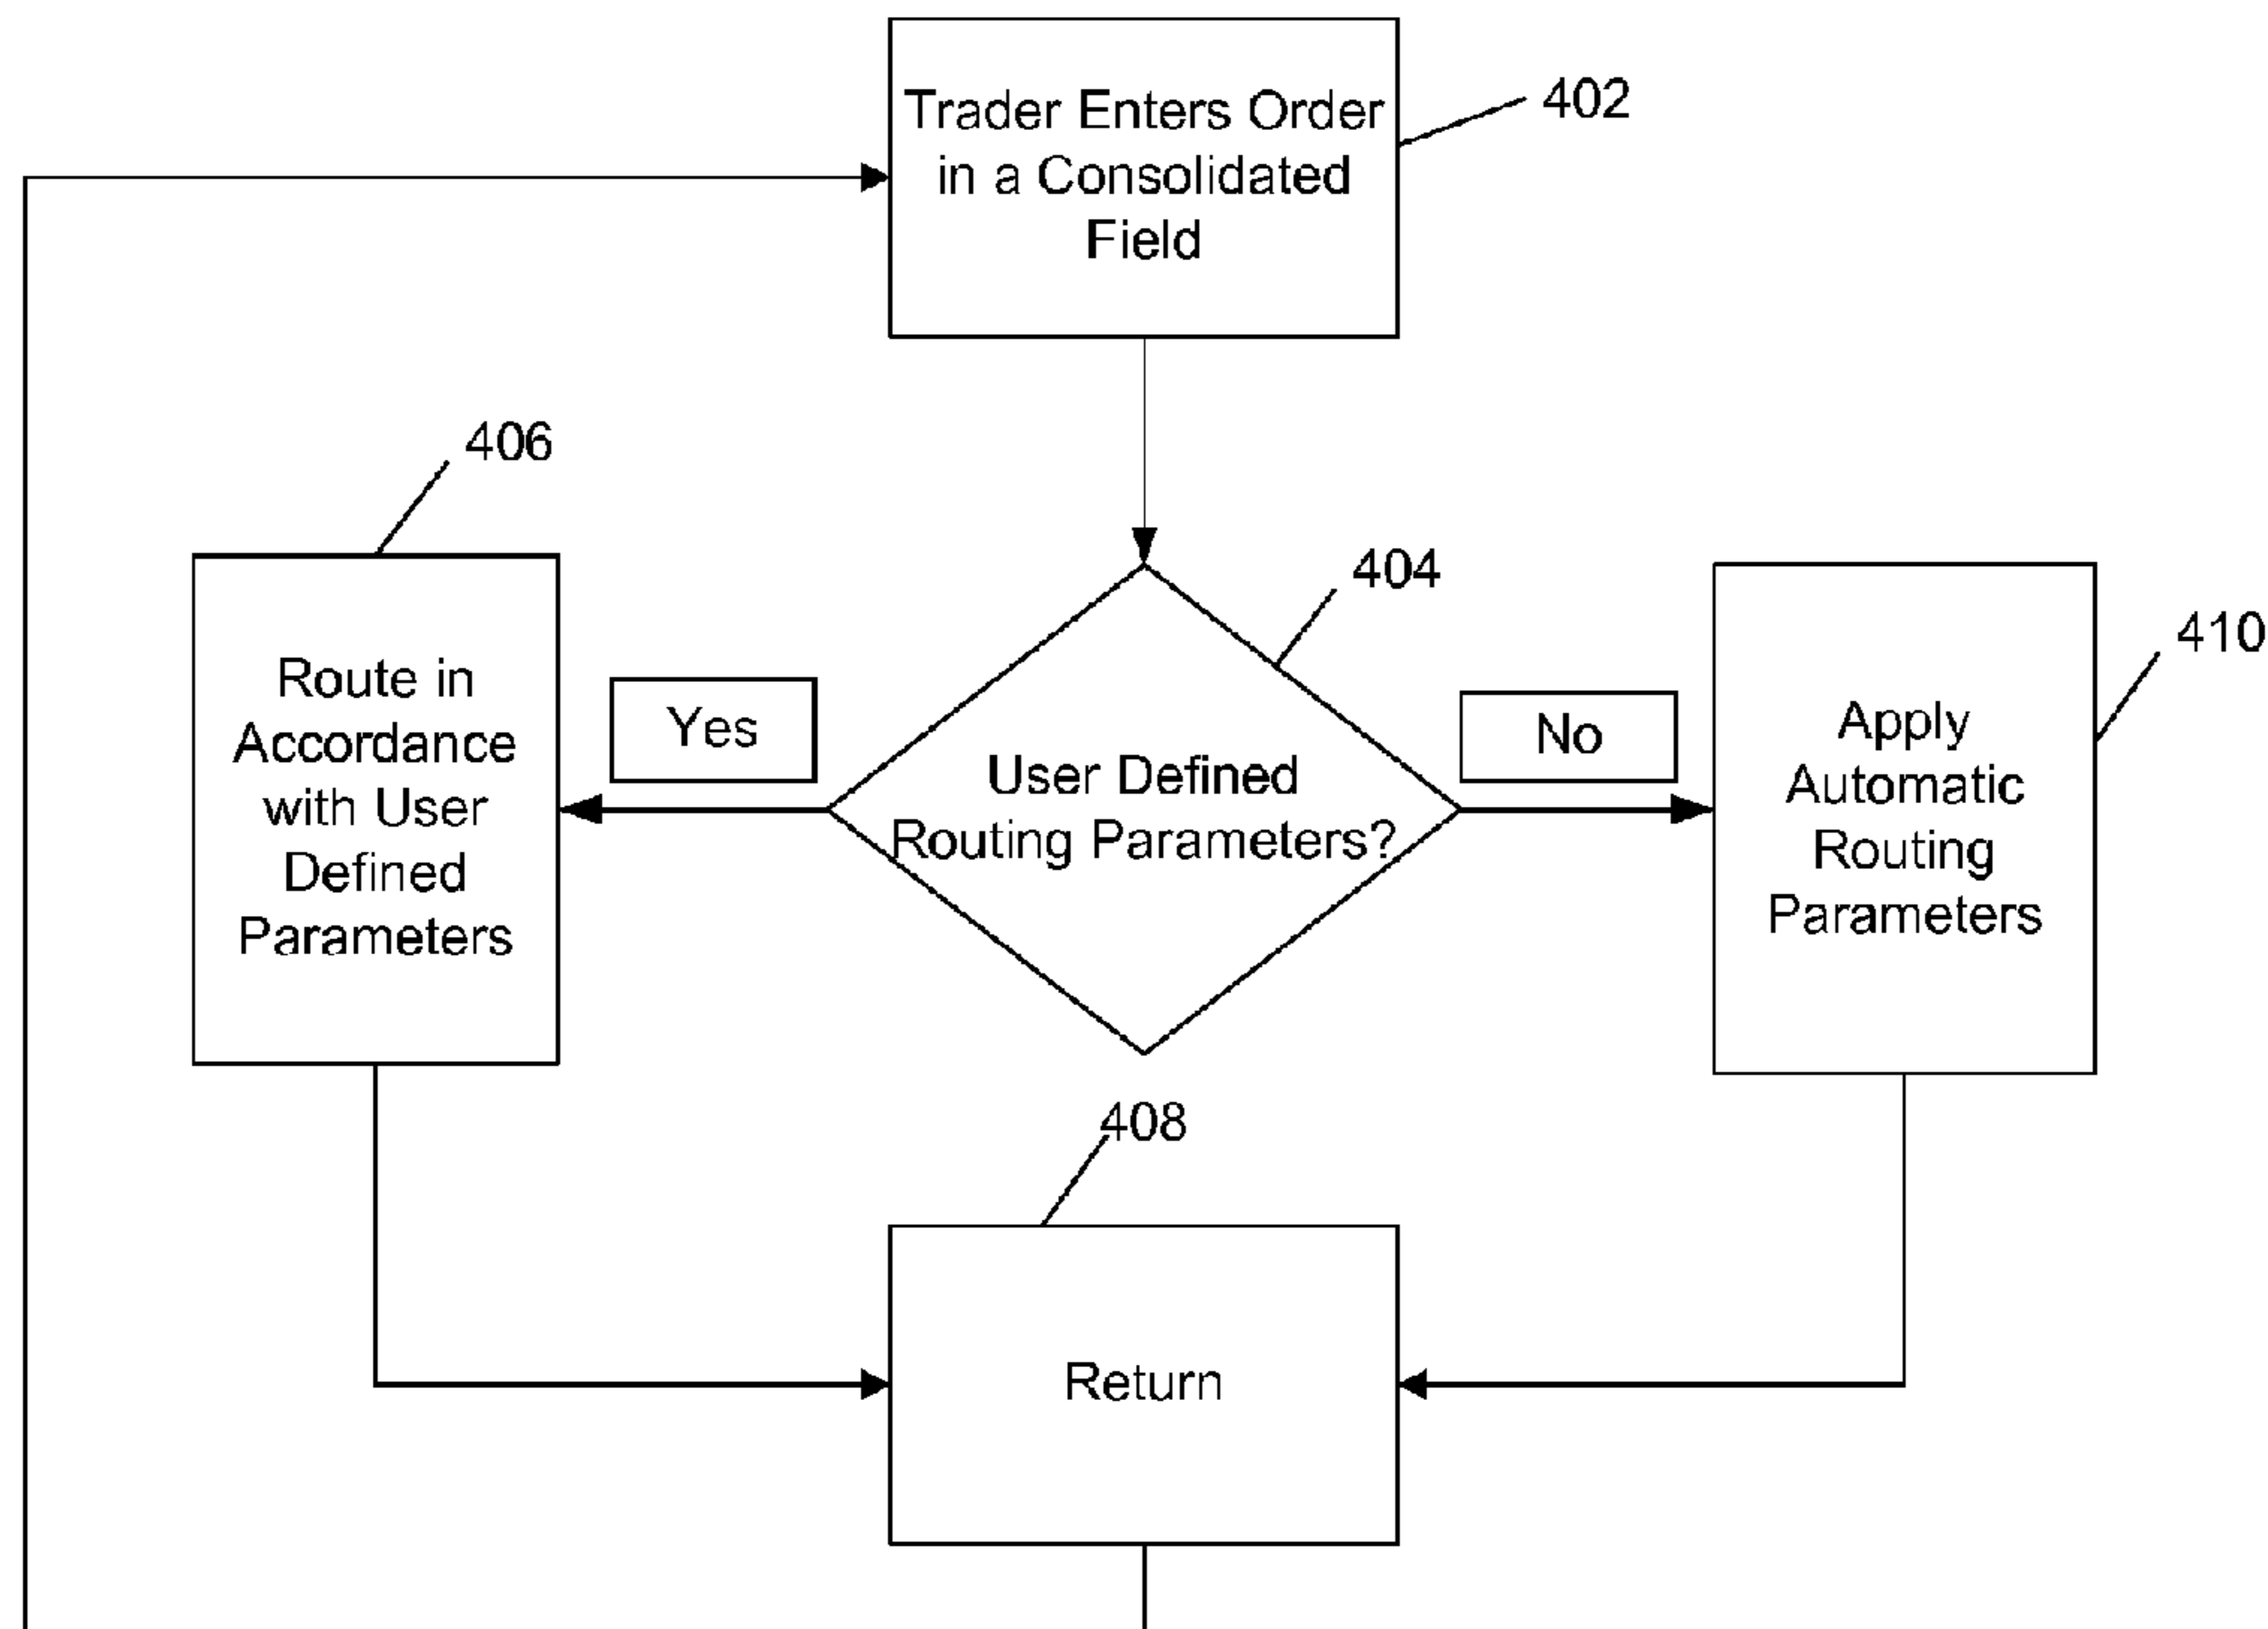 Trader Enters Order
in a Consolidated
Field
402
406
404
410
Route in
Accordance
with User
Defined
Parameters
Yes
User Defined
Routing Parameters?
No
Apply
Automatic
Routing
Parameters
408
Return